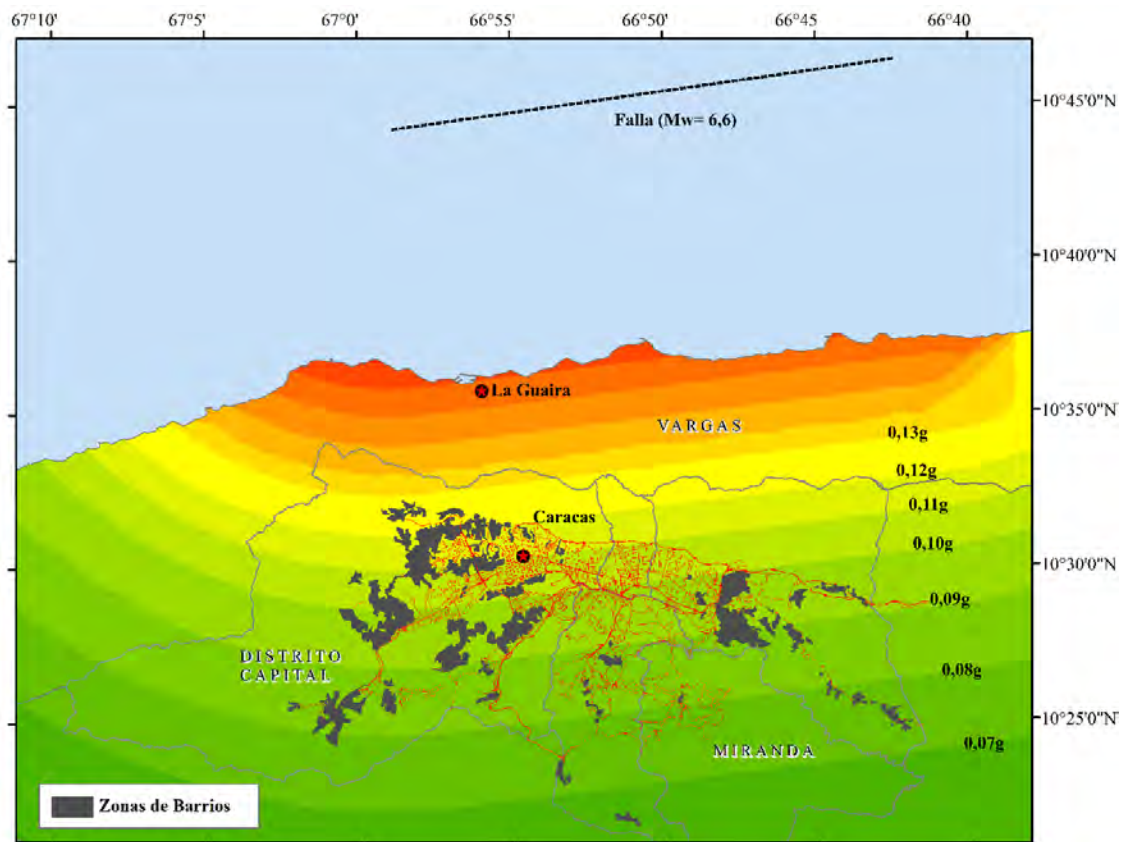 67°10'
67°5'
67°0'
66°55'
66°50'
66°45'
66°40'
Falla (Mw= 6,6)
10°45'0"N
10°40'0"N
La Guaira
10°35'0"N
VARGAS
0,13g
0,12g
0,11g
Caracas
0,10g
10°30'0"N
0,09g
DISTRITO
CAPITAL
0,08g
10°25'0"N
0,07g
MIRANDA
Zonas de Barrios